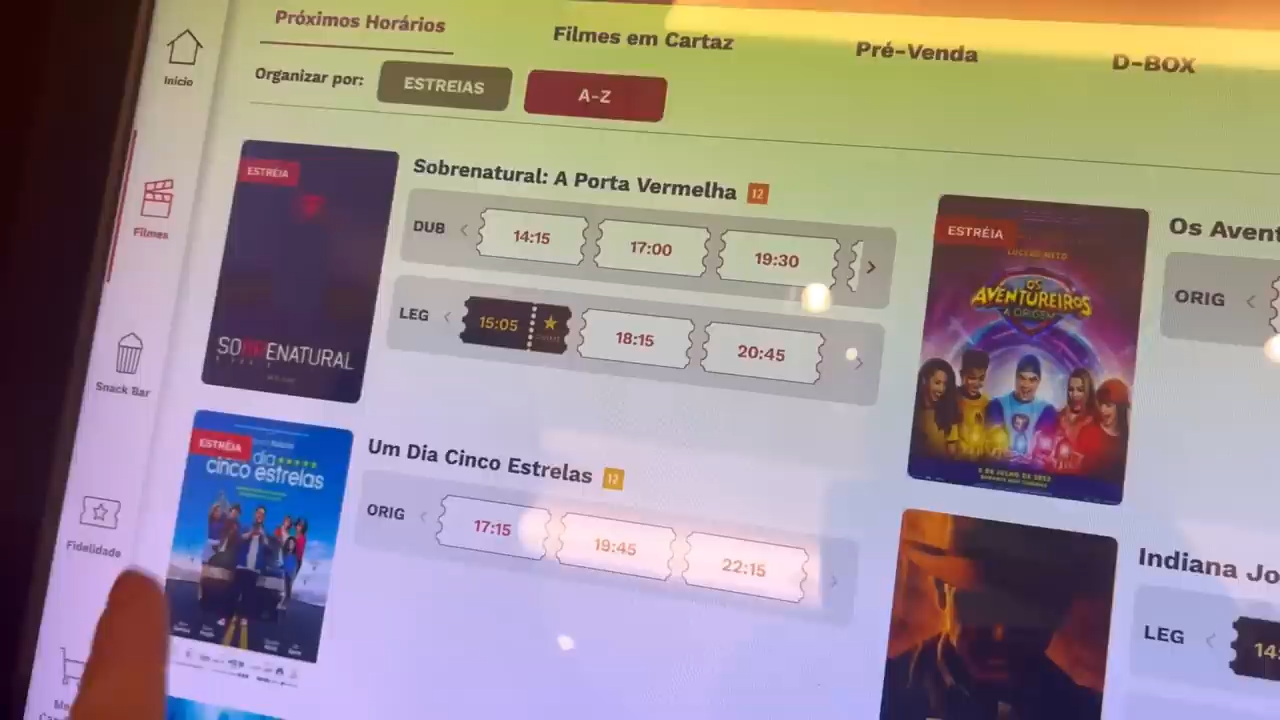 Próximos Horários
Filmes em Cartaz
Pré-Venda
D-BOX
Organizar por:
ESTREIAS
A-Z
Início
Filmes
Snack Bar
Fidelidade
ESTRÉIA
SOBRENATURAL
Sobrenatural: A Porta Vermelha 12
DUB
14:15
17:00
19:30
LEG
15:05
18:15
20:45
ESTRÉIA
dia
cinco estrelas
Um Dia Cinco Estrelas 12
ORIG
17:15
19:45
22:15
ESTRÉIA
LUCCAS NETO
OS
AVENTUREIROS
A ORIGEM
Os Avent
ORIG
Indiana Jo
LEG
14: